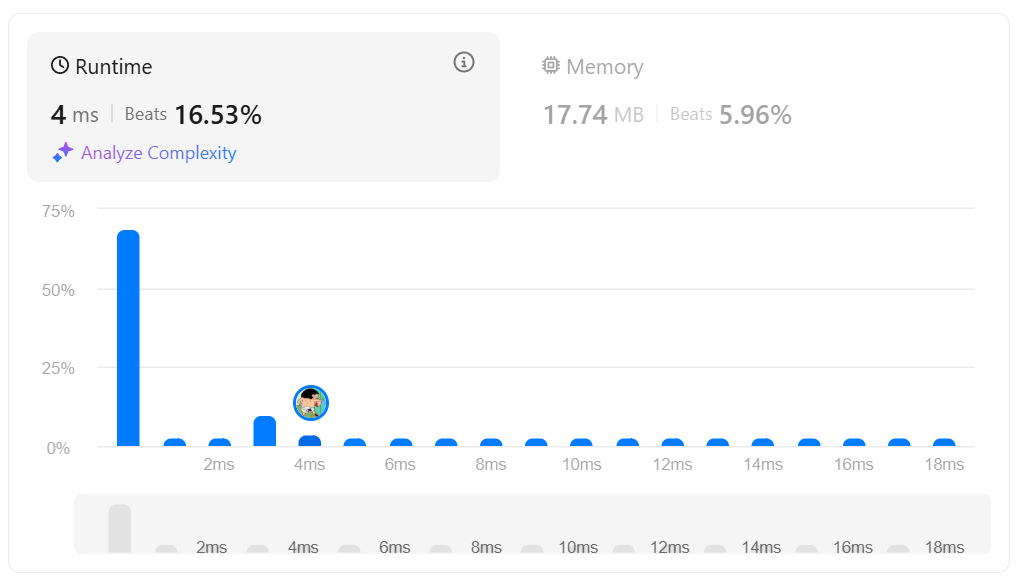 Runtime
4 ms | Beats 16.53%
Analyze Complexity
Memory
17.74 MB | Beats 5.96%
75%
50%
25%
0%
2ms 4ms 6ms 8ms 10ms 12ms 14ms 16ms 18ms
2ms 4ms 6ms 8ms 10ms 12ms 14ms 16ms 18ms